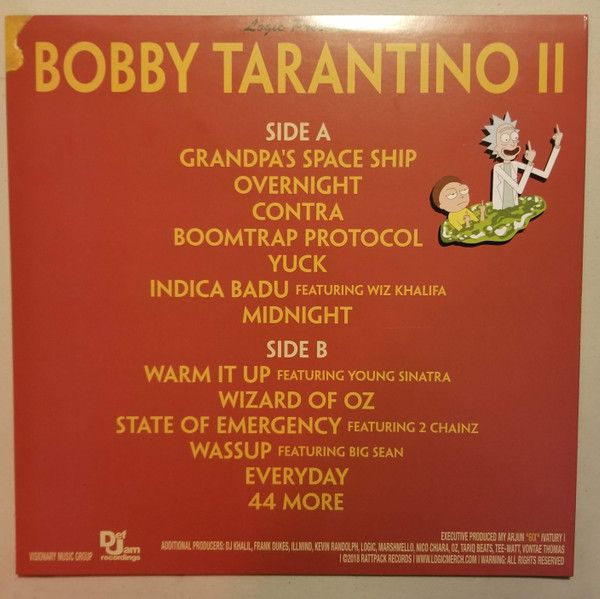 Logic
BOBBY TARANTINO II
SIDE A
GRANDPA'S SPACE SHIP
OVERNIGHT
CONTRA
BOOMTRAP PROTOCOL
YUCK
INDICA BADU FEATURING WIZ KHALIFA
MIDNIGHT
SIDE B
WARM IT UP FEATURING YOUNG SINATRA
WIZARD OF OZ
STATE OF EMERGENCY FEATURING 2 CHAINZ
WASSUP FEATURING BIG SEAN
EVERYDAY
44 MORE
VISIONARY MUSIC GROUP
Def
Jam
recordings
EXECUTIVE PRODUCED MY ARJUN "6IX" IVATURY I
ADDITIONAL PRODUCERS: DJ KHALIL, FRANK DUKES, ILLMIND, KEVIN RANDOLPH, LOGIC, MARSHMELLO, NICO CHIARA, OZ, TARIQ BEATS, TEE-WATT, VONTAE THOMAS
| ©2018 RATTPACK RECORDS | WWW.LOGICMERCH.COM | WARNING: ALL RIGHTS RESERVED